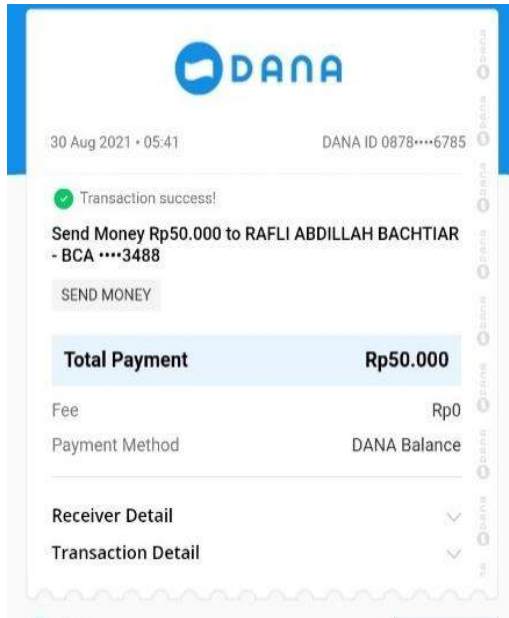 DANA
30 Aug 2021 • 05:41 DANA ID 0878••••6785
Transaction success!
Send Money Rp50.000 to RAFLI ABDILLAH BACHTIAR
- BCA ••••3488
SEND MONEY
Total Payment Rp50.000
Fee Rp0
Payment Method DANA Balance
Receiver Detail
Transaction Detail